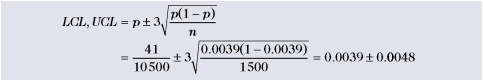 LCL, UCL = p ± 3√(p(1 − p)/n)
= 41/10500 ± 3√(0.0039(1 − 0.0039)/1500) = 0.0039 ± 0.0048